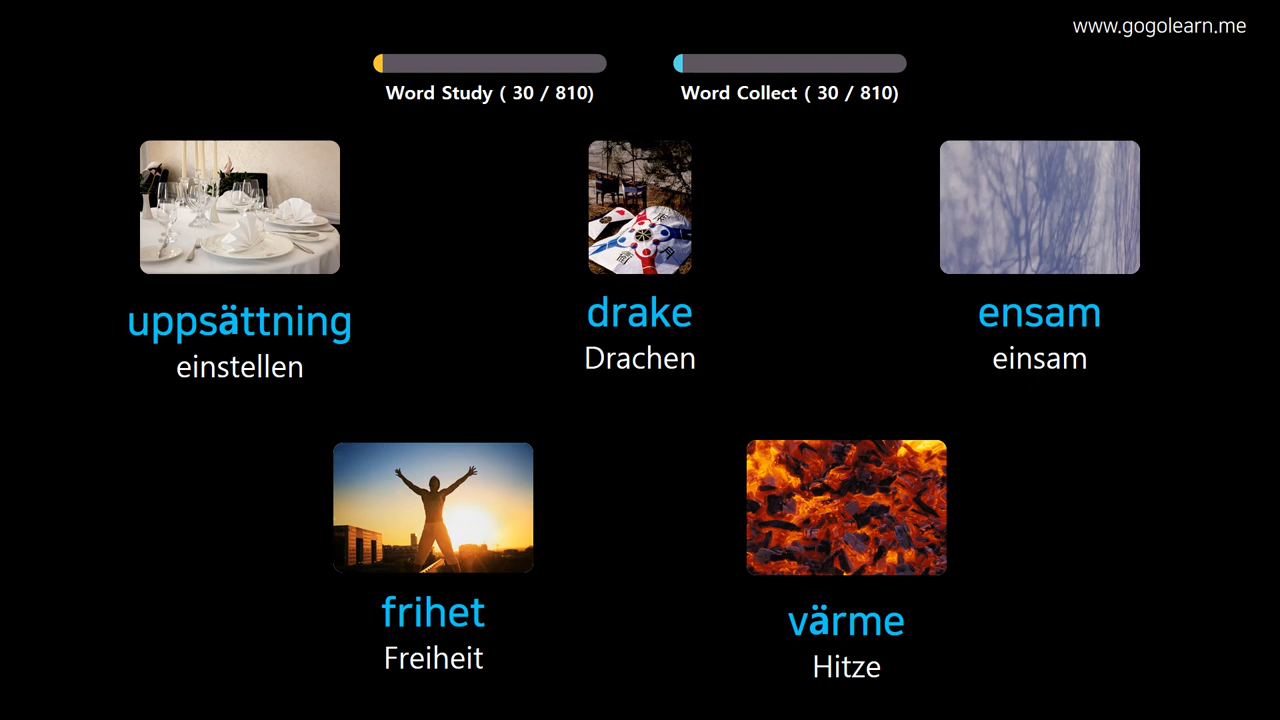 www.gogolearn.me
Word Study ( 30 / 810)
Word Collect ( 30 / 810)
uppsättning
einstellen
drake
Drachen
ensam
einsam
frihet
Freiheit
värme
Hitze